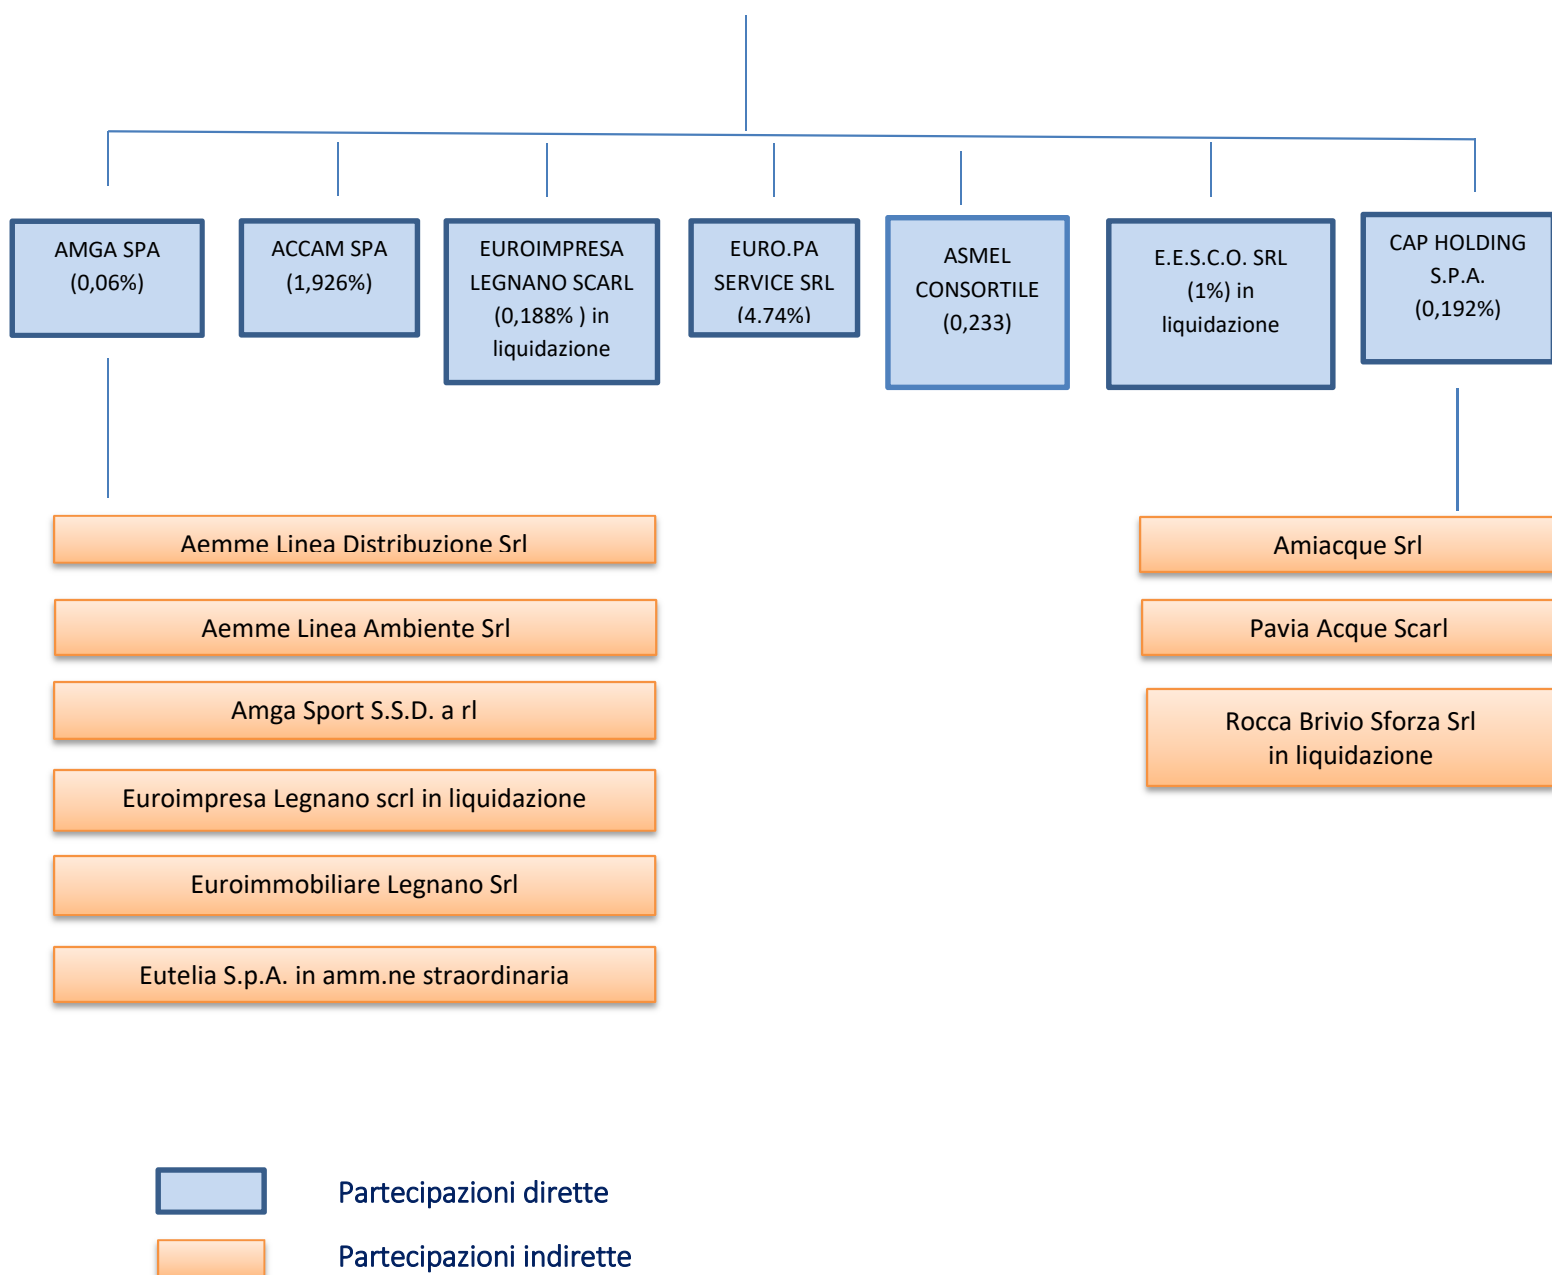 AMGA SPA
(0,06%)
ACCAM SPA
(1,926%)
EUROIMPRESA
LEGNANO SCARL
(0,188% ) in
liquidazione
EURO.PA
SERVICE SRL
(4.74%)
ASMEL
CONSORTILE
(0,233)
E.E.S.C.O. SRL
(1%) in
liquidazione
CAP HOLDING
S.P.A.
(0,192%)
Aemme Linea Distribuzione Srl
Aemme Linea Ambiente Srl
Amga Sport S.S.D. a rl
Euroimpresa Legnano scrl in liquidazione
Euroimmobiliare Legnano Srl
Eutelia S.p.A. in amm.ne straordinaria
Amiacque Srl
Pavia Acque Scarl
Rocca Brivio Sforza Srl
in liquidazione
Partecipazioni dirette
Partecipazioni indirette